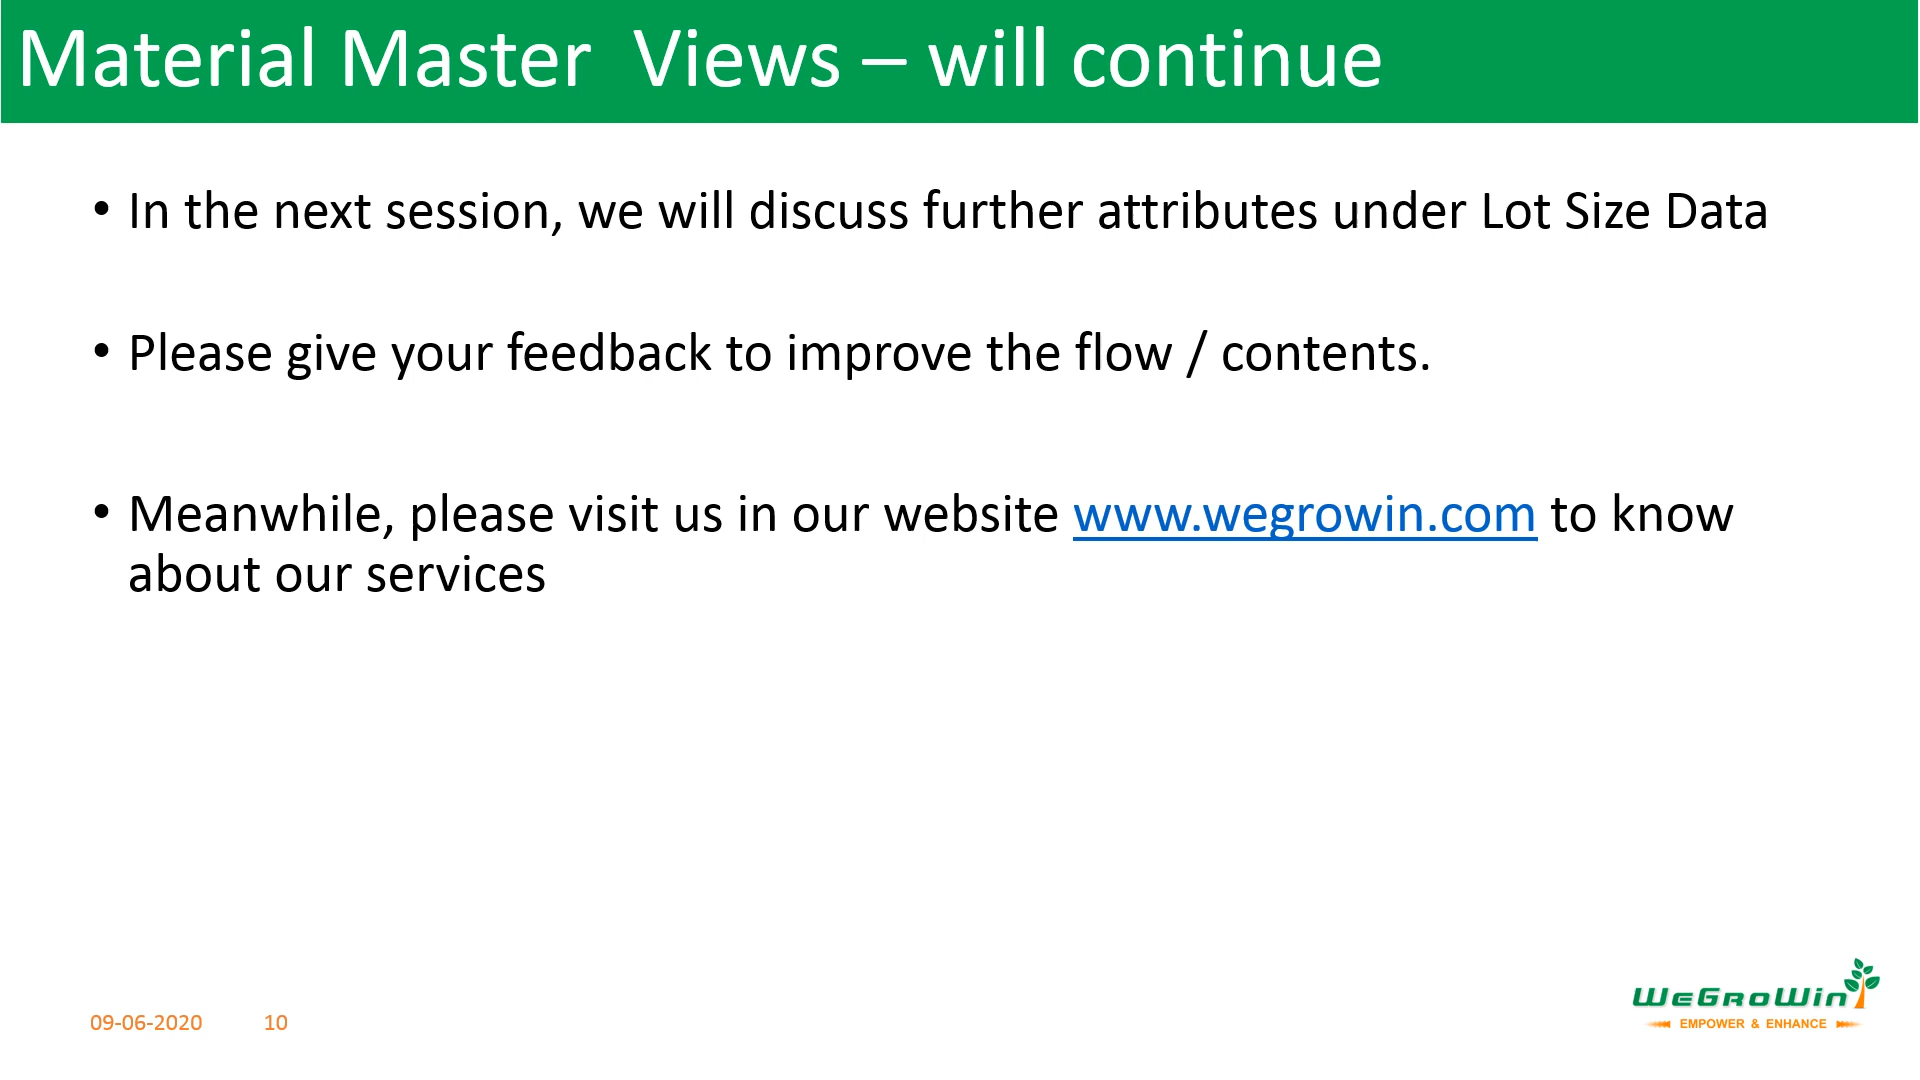 Material Master  Views – will continue
• In the next session, we will discuss further attributes under Lot Size Data
• Please give your feedback to improve the flow / contents.
• Meanwhile, please visit us in our website www.wegrowin.com to know
about our services
WeGroWin
EMPOWER & ENHANCE
09-06-2020 10